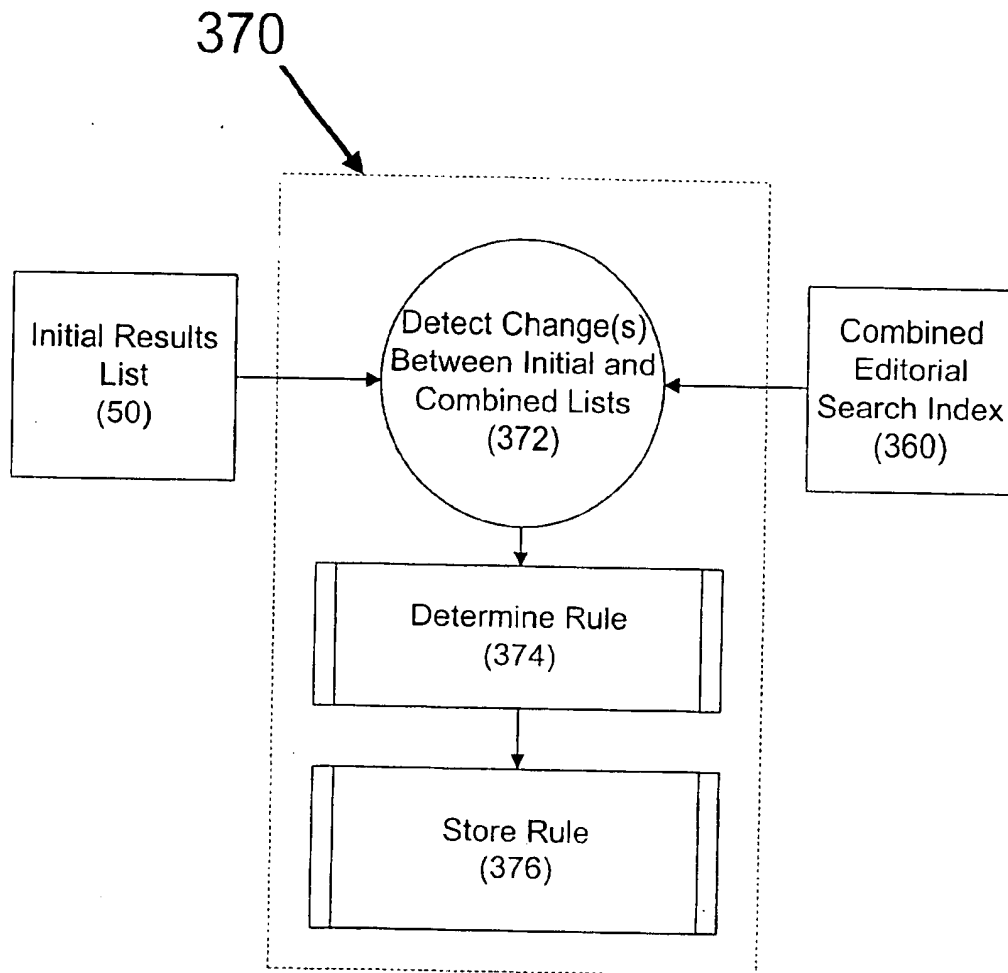 370
Initial Results
List
(50)
Detect Change(s)
Between Initial and
Combined Lists
(372)
Combined
Editorial
Search Index
(360)
Determine Rule
(374)
Store Rule
(376)